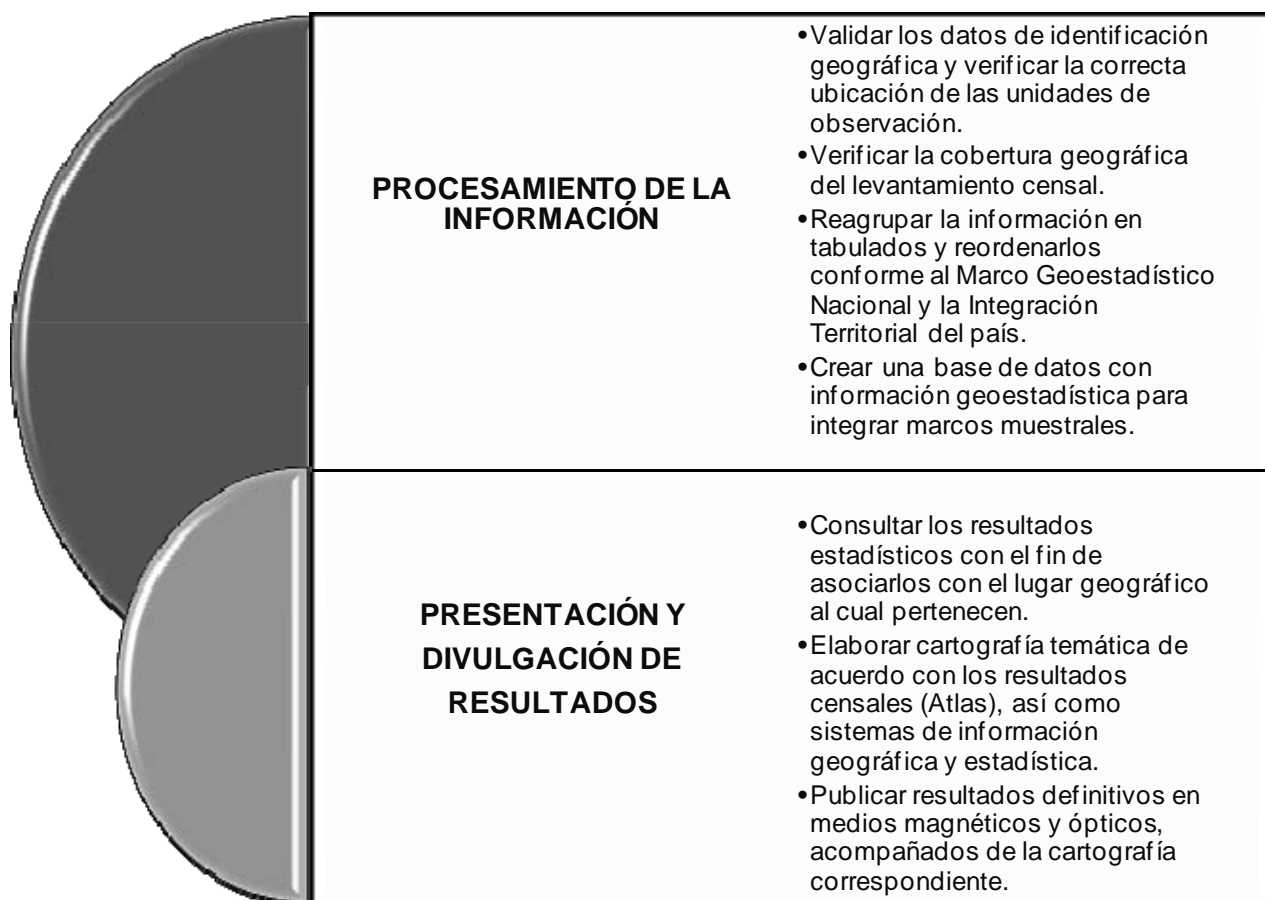 PROCESAMIENTO DE LA
INFORMACIÓN
•Validar los datos de identificación
geográfica y verificar la correcta
ubicación de las unidades de
observación.
•Verificar la cobertura geográfica
del levantamiento censal.
•Reagrupar la información en
tabulados y reordenarlos
conforme al Marco Geoestadístico
Nacional y la Integración
Territorial del país.
•Crear una base de datos con
información geoestadística para
integrar marcos muestrales.
PRESENTACIÓN Y
DIVULGACIÓN DE
RESULTADOS
•Consultar los resultados
estadísticos con el fin de
asociarlos con el lugar geográfico
al cual pertenecen.
•Elaborar cartografía temática de
acuerdo con los resultados
censales (Atlas), así como
sistemas de información
geográfica y estadística.
•Publicar resultados definitivos en
medios magnéticos y ópticos,
acompañados de la cartografía
correspondiente.